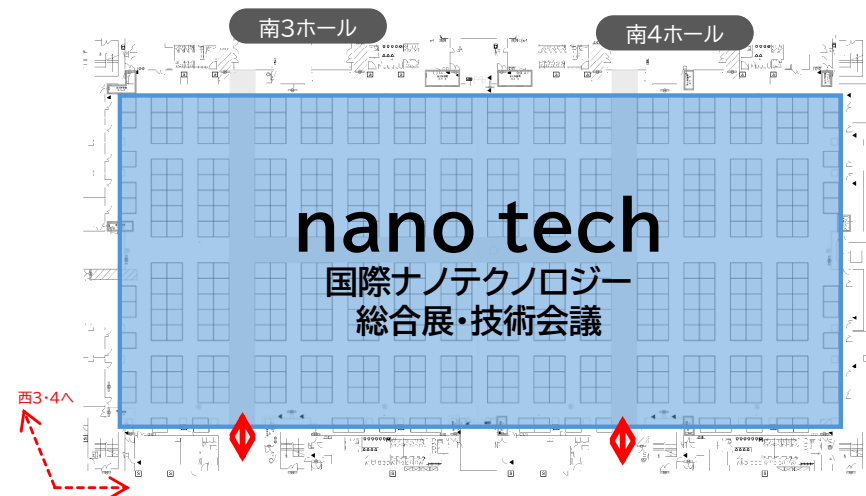 南3ホール
南4ホール
nano tech
国際ナノテクノロジー
総合展・技術会議
西3・4へ